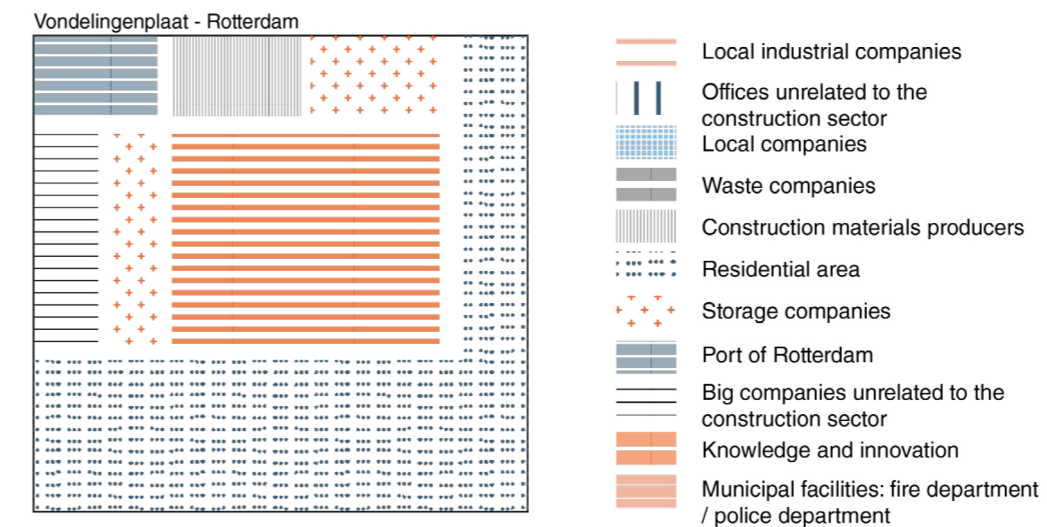 Vondelingenplaat - Rotterdam
Local industrial companies
Offices unrelated to the
construction sector
Local companies
Waste companies
Construction materials producers
Residential area
Storage companies
Port of Rotterdam
Big companies unrelated to the
construction sector
Knowledge and innovation
Municipal facilities: fire department
/ police department